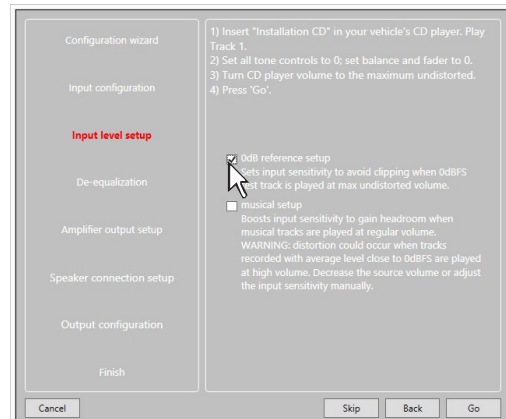 Configuration wizard
Input configuration
Input level setup
De-equalization
Amplifier output setup
Speaker connection setup
Output configuration
Finish
1) Insert "Installation CD" in your vehicle's CD player. Play
Track 1.
2) Set all tone controls to 0; set balance and fader to 0.
3) Turn CD player volume to the maximum undistorted.
4) Press 'Go'.
0dB reference setup
Sets input sensitivity to avoid clipping when 0dBFS
test track is played at max undistorted volume.
musical setup
Boosts input sensitivity to gain headroom when
musical tracks are played at regular volume.
WARNING: distortion could occur when tracks
recorded with average level close to 0dBFS are played
at high volume. Decrease the source volume or adjust
the input sensitivity manually.
Cancel
Skip
Back
Go